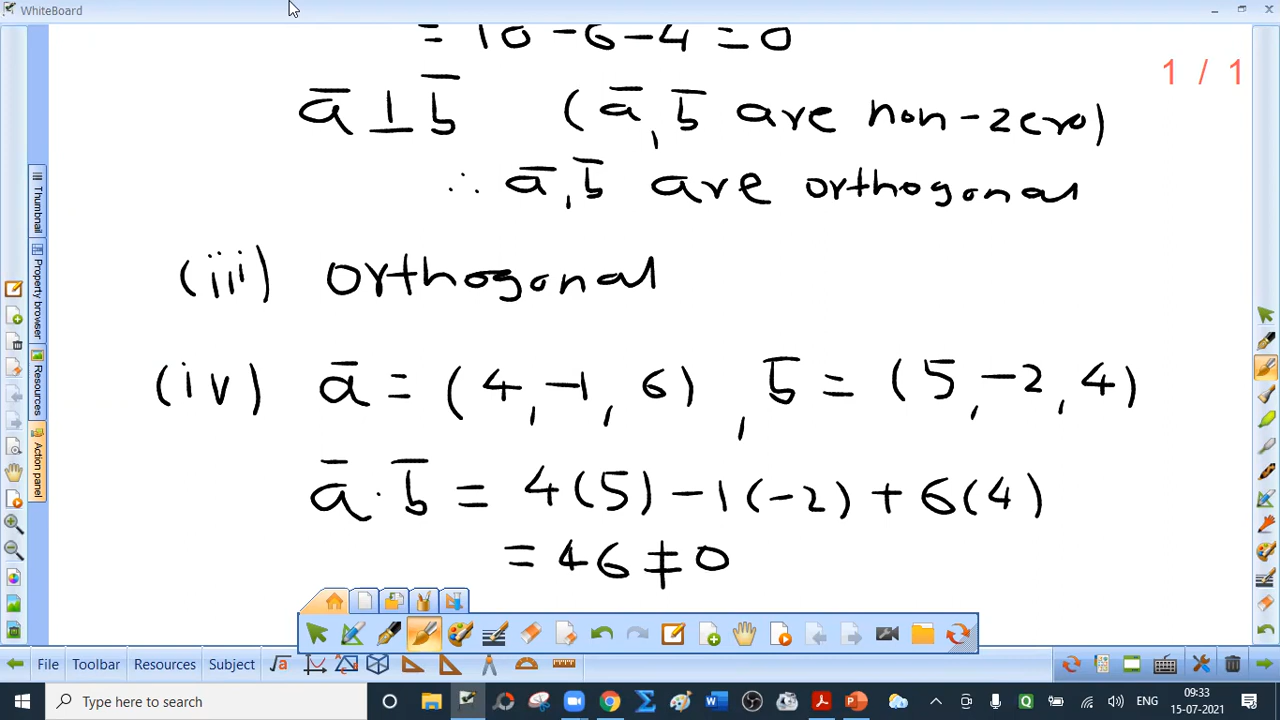 WhiteBoard
= 10 - 6 - 4 = 0
1 / 1
a̅ ⊥ b̅ (a̅, b̅ are non-zero)
∴ a̅, b̅ are orthogonal
(iii) orthogonal
(iv) a̅ = (4, -1, 6), b̅ = (5, -2, 4)
a̅ · b̅ = 4(5) - 1(-2) + 6(4)
= 46 ≠ 0
Thumbnail
Property browser
Resources
Action panel
File Toolbar Resources Subject
Type here to search
ENG
09:33
15-07-2021